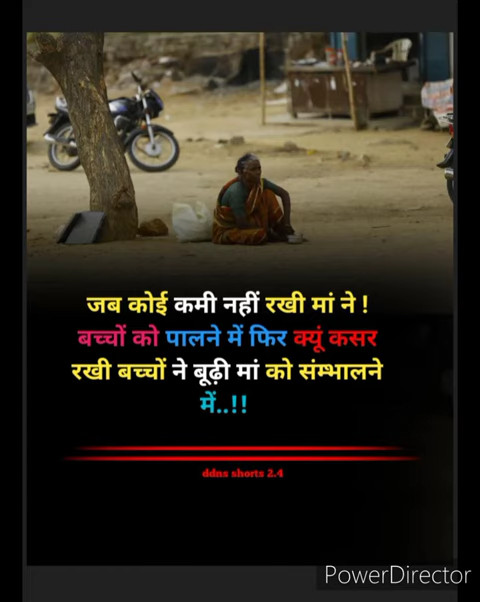 जब कोई कमी नहीं रखी मां ने !
बच्चों को पालने में फिर क्यूं कसर
रखी बच्चों ने बूढ़ी मां को संम्भालने
में..!!
ddns shorts 2.4
PowerDirector